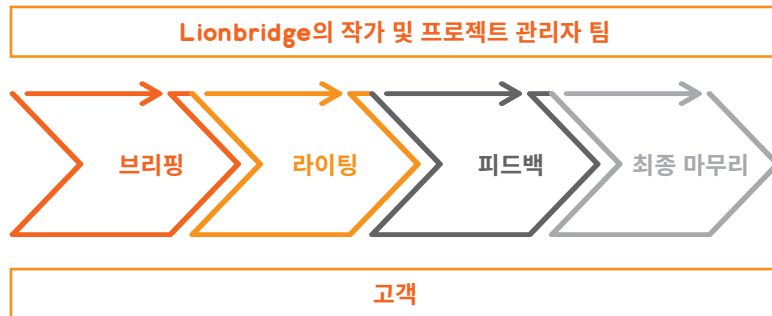 Lionbridge의 작가 및 프로젝트 관리자 팀
브리핑
라이팅
피드백
최종 마무리
고객